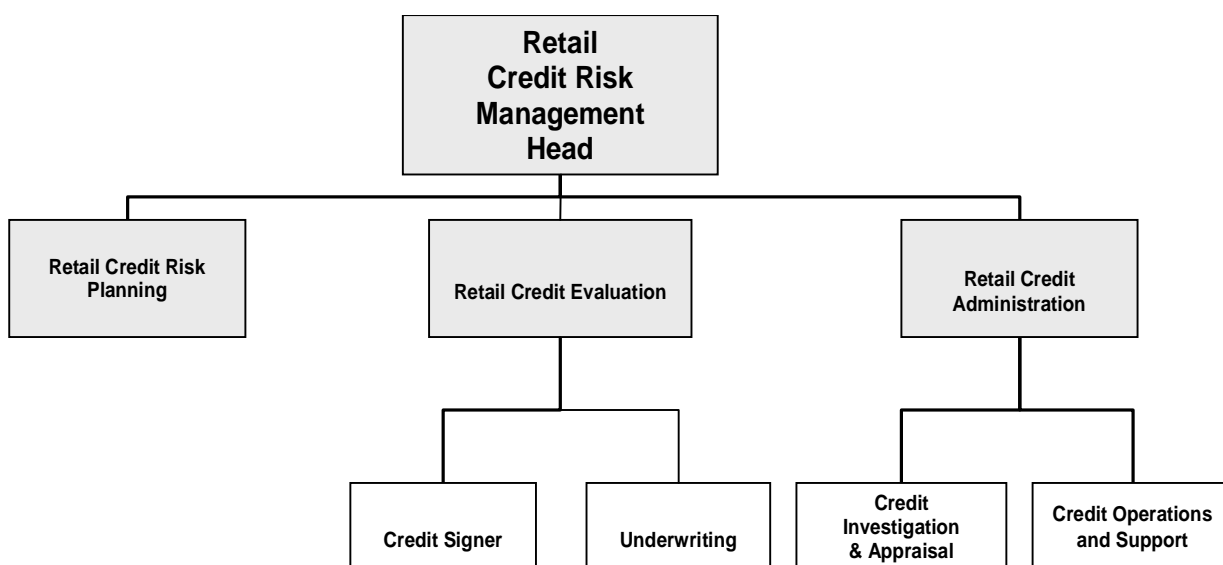 Retail
Credit Risk
Management
Head
Retail Credit Risk
Planning
Retail Credit Evaluation
Retail Credit
Administration
Credit Signer
Underwriting
Credit
Investigation
& Appraisal
Credit Operations
and Support